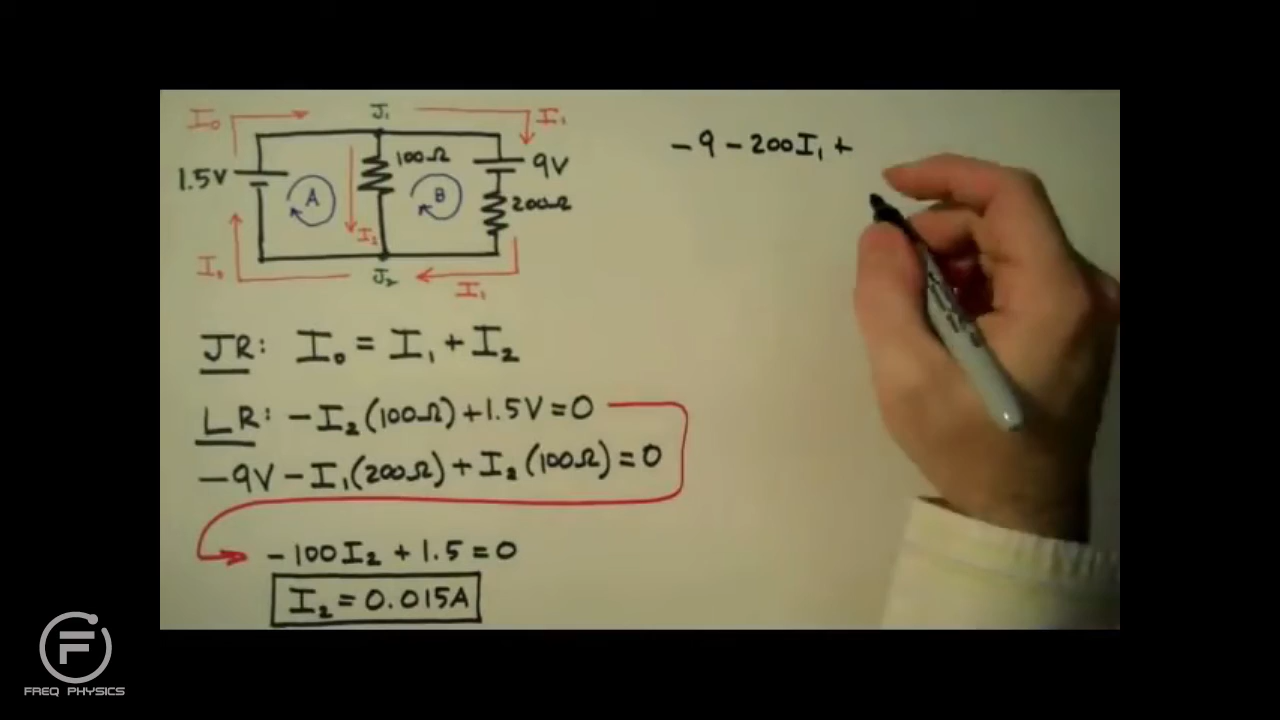 I₀ J₁ I₁
1.5V 100Ω 9V
A B 200Ω
I₂
I₀ J₂ I₁
JR: I₀ = I₁ + I₂
LR: -I₂(100Ω)+1.5V=0
-9V-I₁(200Ω)+I₂(100Ω)=0
-100I₂+1.5=0
I₂=0.015A
-9-200I₁+
F
FREQ PHYSICS